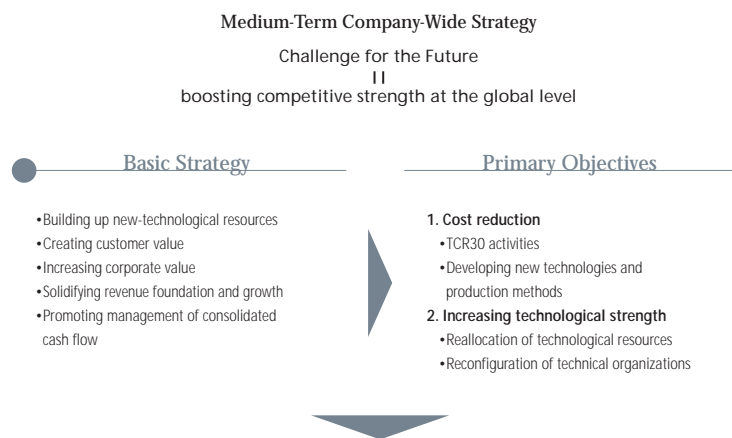 Medium-Term Company-Wide Strategy
Challenge for the Future
=
boosting competitive strength at the global level
Basic Strategy
•Building up new-technological resources
•Creating customer value
•Increasing corporate value
•Solidifying revenue foundation and growth
•Promoting management of consolidated
cash flow
Primary Objectives
1. Cost reduction
•TCR30 activities
•Developing new technologies and
production methods
2. Increasing technological strength
•Reallocation of technological resources
•Reconfiguration of technical organizations